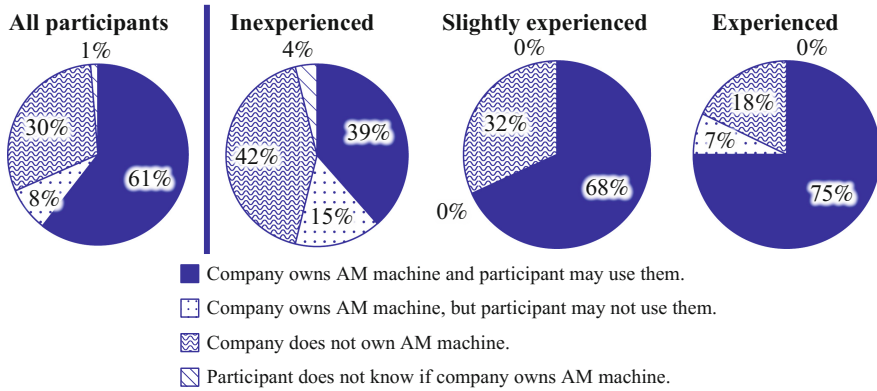 All participants
Inexperienced
Slightly experienced
Experienced
1%
30%
8%
61%
4%
39%
42%
15%
0%
32%
68%
0%
0%
18%
7%
75%
Company owns AM machine and participant may use them.
Company owns AM machine, but participant may not use them.
Company does not own AM machine.
Participant does not know if company owns AM machine.